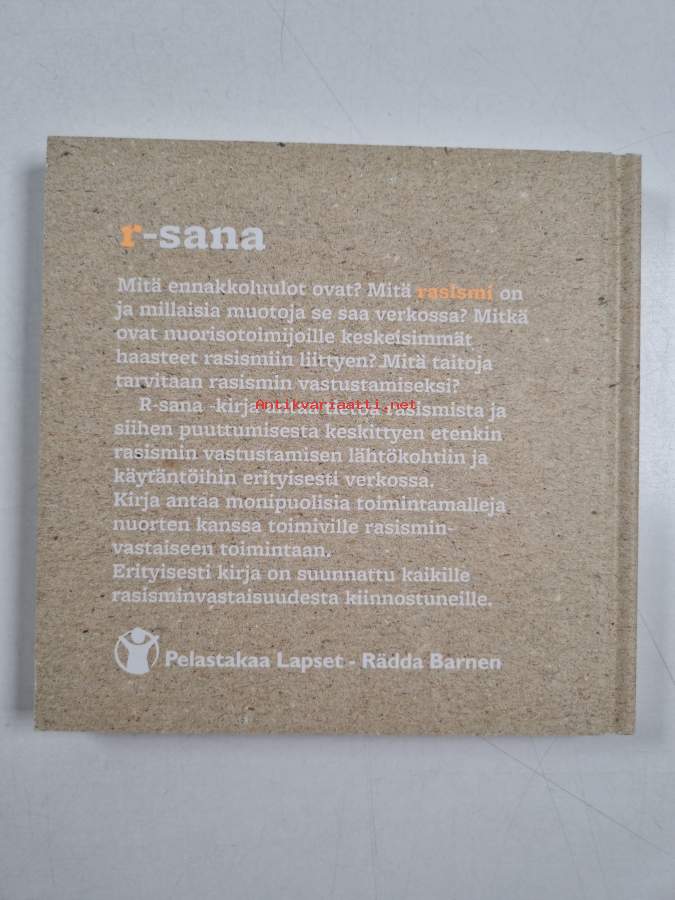 r-sana
Mitä ennakkoluulot ovat? Mitä rasismi on
ja millaisia muotoja se saa verkossa? Mitkä
ovat nuorisotoimijoille keskeisimmät
haasteet rasismiin liittyen? Mitä taitoja
tarvitaan rasismin vastustamiseksi?
Antikvariaatti.net
R-sana -kirja rasismista ja
siihen puuttumisesta keskittyen etenkin
rasismin vastustamisen lähtökohtiin ja
käytäntöihin erityisesti verkossa.
Kirja antaa monipuolisia toimintamalleja
nuorten kanssa toimiville rasismin-
vastaiseen toimintaan.
Erityisesti kirja on suunnattu kaikille
rasisminvastaisuudesta kiinnostuneille.
Pelastakaa Lapset - Rädda Barnen